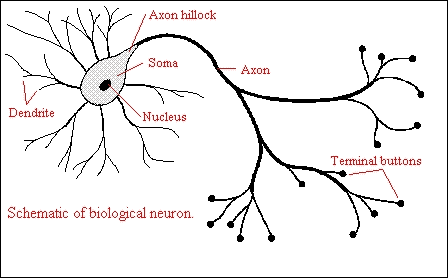 Axon hillock
Soma
Axon
Dendrite
Nucleus
Terminal buttons
Schematic of biological neuron.